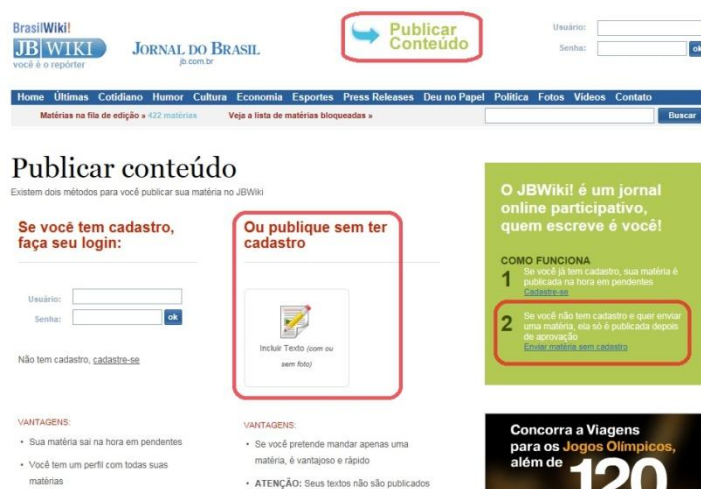 BrasilWiki!
JB WIKI
você é o repórter
JORNAL DO BRASIL
jb.com.br
Publicar
Conteúdo
Usuário:
Senha:
ok
Home Últimas Cotidiano Humor Cultura Economia Esportes Press Releases Deu no Papel Política Fotos Vídeos Contato
Matérias na fila de edição » 422 matérias
Veja a lista de matérias bloqueadas »
Buscar
Publicar conteúdo
Existem dois métodos para você publicar sua matéria no JBWiki
Se você tem cadastro,
faça seu login:
Usuário:
Senha:
ok
Não tem cadastro, cadastre-se
VANTAGENS:
• Sua matéria sai na hora em pendentes
• Você tem um perfil com todas suas
matérias
Ou publique sem ter
cadastro
Incluir Texto (com ou
sem foto)
VANTAGENS:
• Se você pretende mandar apenas uma
matéria, é vantajoso e rápido
• ATENÇÃO: Seus textos não são publicados
O JBWiki! é um jornal
online participativo,
quem escreve é você!
COMO FUNCIONA
1 Se você já tem cadastro, sua matéria é
publicada na hora em pendentes
Cadastre-se
2 Se você não tem cadastro e quer enviar
uma matéria, ela só é publicada depois
de aprovação
Enviar matéria sem cadastro
Concorra a Viagens
para os Jogos Olímpicos,
além de 120